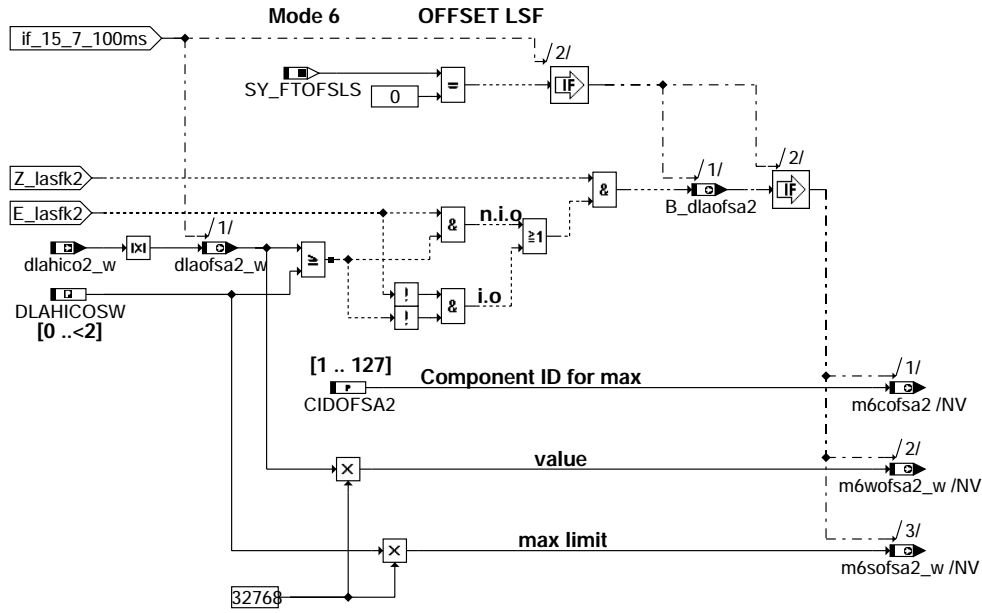 Mode 6 OFFSET LSF
if_15_7_100ms
/2/
SY_FTOFSLS
0
=
IF
/1/
/2/
Z_lasfk2
&
B_dlaofsa2
IF
E_lasfk2
&
n.i.o
≧1
/1/
dlahico2_w
|x|
dlaofsa2_w
≥
DLAHICOSW
[0 ..<2]
!
!
&
i.o
[1 .. 127]
P
CIDOFSA2
Component ID for max
/1/
m6cofsa2 /NV
value
/2/
m6wofsa2_w /NV
max limit
/3/
m6sofsa2_w /NV
32768